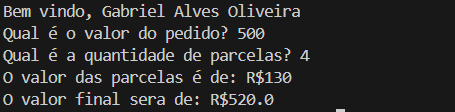 Bem vindo, Gabriel Alves Oliveira
Qual é o valor do pedido? 500
Qual é a quantidade de parcelas? 4
O valor das parcelas é de: R$130
O valor final sera de: R$520.0